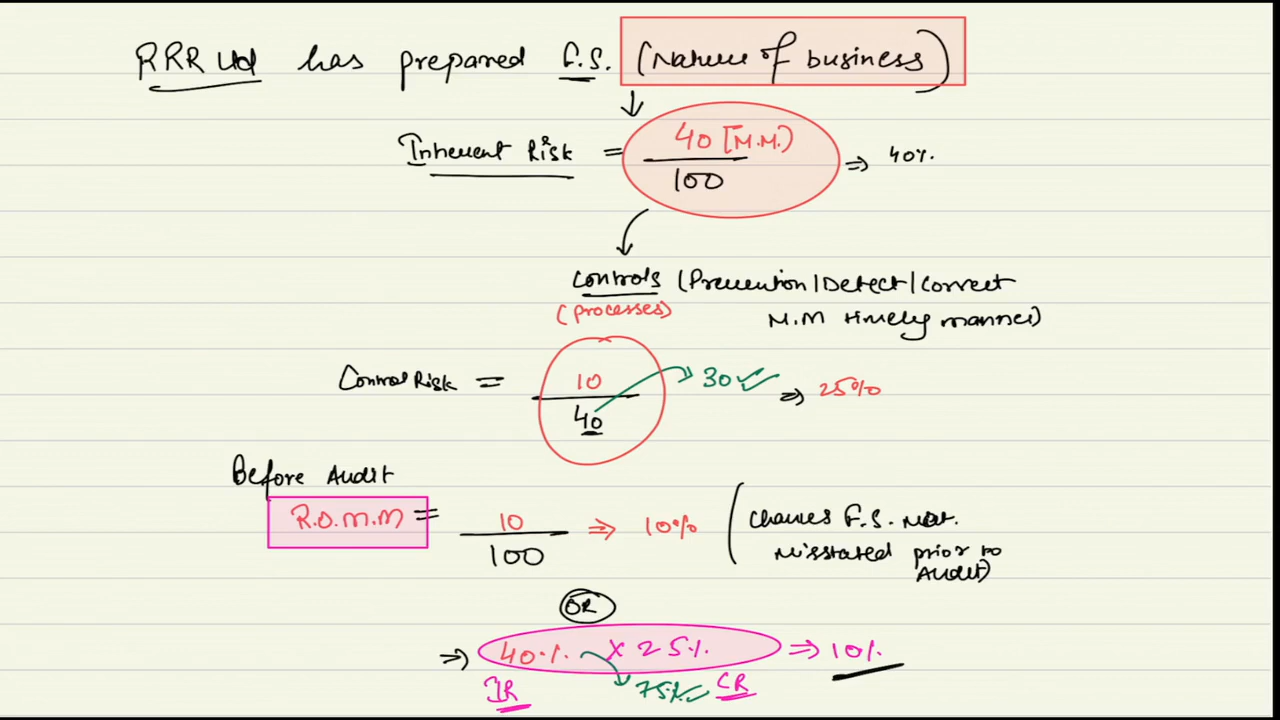 RRR Ltd has prepared F.S. (Nature of business)
Inherent Risk = 40 [M.M.) / 100 ⇒ 40%.
Controls (Prevention/Detect/Correct
(processes) M.M timely manner)
Control Risk = 10 / 40 → 30 ✓ ⇒ 25%
Before Audit
R.O.M.M = 10 / 100 ⇒ 10% (Chances F.S. Mat.
Misstated prior to
Audit)
OR
⇒ 40%. X 25%. ⇒ 10%.
IR 75% ✓ CR